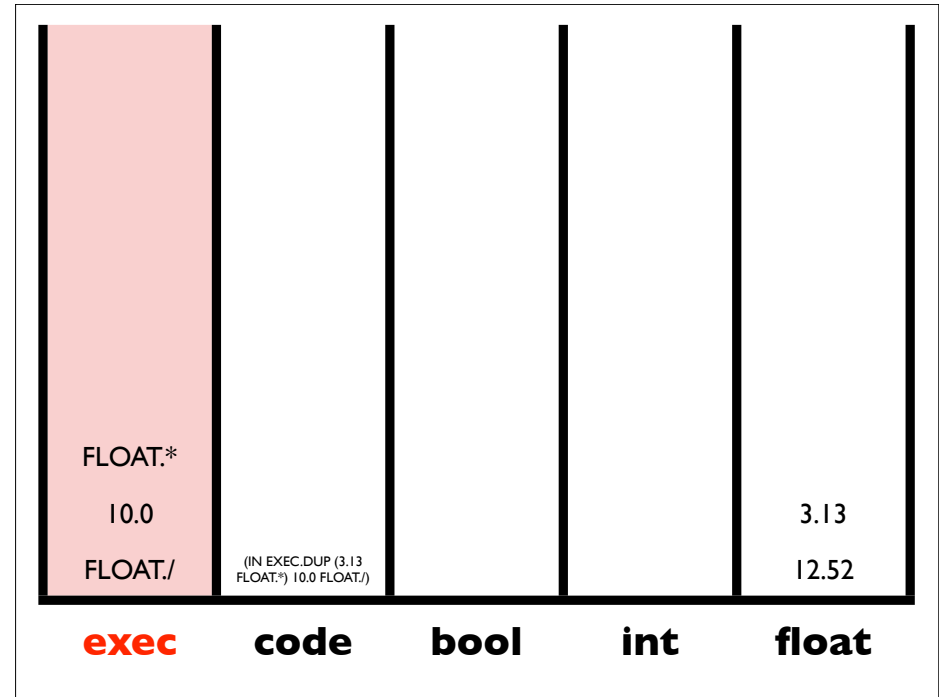 FLOAT.*
10.0
3.13
FLOAT./
(IN EXEC.DUP (3.13
FLOAT.*) 10.0 FLOAT./)
12.52
exec
code
bool
int
float